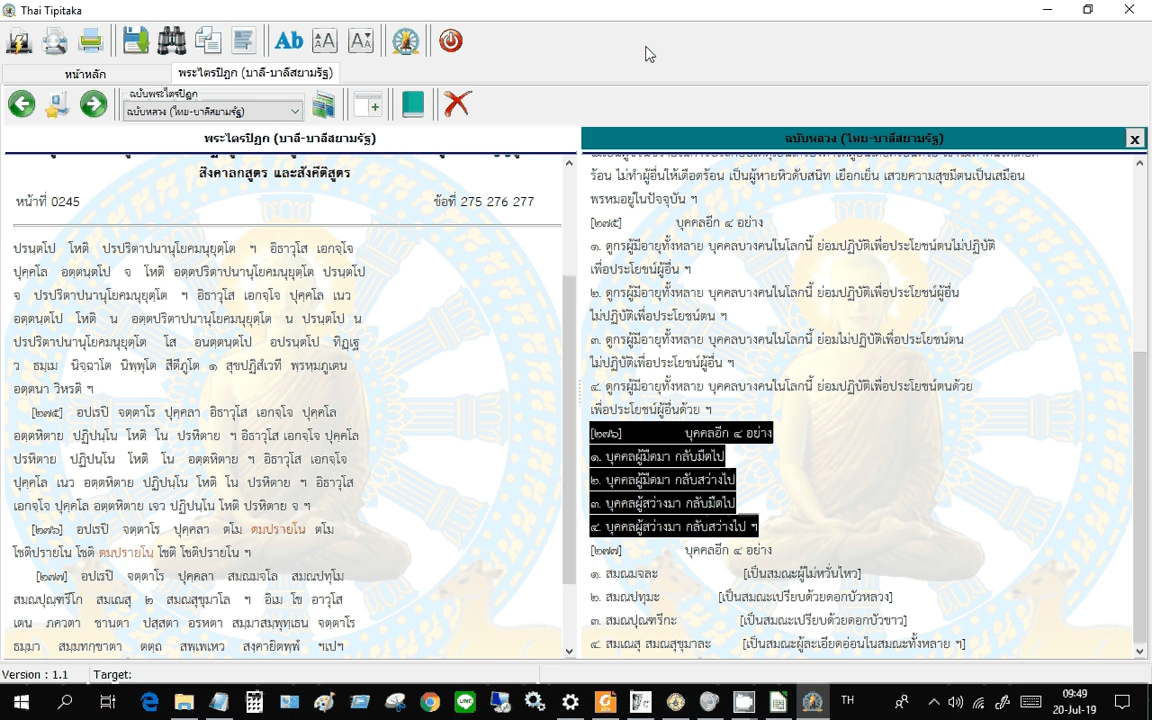 Thai Tipitaka
Ab
AA
AA
หน้าหลัก
พระไตรปิฎก (บาลี-บาลีสยามรัฐ)
ฉบับพระไตรปิฎก
ฉบับหลวง (ไทย-บาลีสยามรัฐ)
พระไตรปิฎก (บาลี-บาลีสยามรัฐ)
สิงคาลกสูตร และสังคีติสูตร
หน้าที่ 0245 ข้อที่ 275 276 277
ปรนฺตโป โหติ ปรปริตาปนานุโยคมนุยุตฺโต ฯ อิธาวุโส เอกจฺโจ
ปุคฺคโล อตฺตนฺตโป จ โหติ อตฺตปริตาปนานุโยคมนุยุตฺโต ปรนฺตโป
จ ปรปริตาปนานุโยคมนุยุตฺโต ฯ อิธาวุโส เอกจฺโจ ปุคฺคโล เนว
อตฺตนฺตโป โหติ น อตฺตปริตาปนานุโยคมนุยุตฺโต น ปรนฺตโป น
ปรปริตาปนานุโยคมนุยุตฺโต โส อนตฺตนฺตโป อปรนฺตโป ทิฏฺเฐ
ว ธมฺเม นิจฺฉาโต นิพฺพุโต สีตีภูโต ๑ สุขปฏิสํเวที พฺรหฺมภูเตน
อตฺตนา วิหรติ ฯ
[๒๗๕] อปเรปิ จตฺตาโร ปุคฺคลา อิธาวุโส เอกจฺโจ ปุคฺคโล
อตฺตหิตาย ปฏิปนฺโน โหติ โน ปรหิตาย ฯ อิธาวุโส เอกจฺโจ ปุคฺคโล
ปรหิตาย ปฏิปนฺโน โหติ โน อตฺตหิตาย ฯ อิธาวุโส เอกจฺโจ
ปุคฺคโล เนว อตฺตหิตาย ปฏิปนฺโน โหติ โน ปรหิตาย ฯ อิธาวุโส
เอกจฺโจ ปุคฺคโล อตฺตหิตาย เจว ปฏิปนฺโน โหติ ปรหิตาย จ ฯ
[๒๗๖] อปเรปิ จตฺตาโร ปุคฺคลา ตโม ตมปรายโน ตโม
โชติปรายโน โชติ ตมปรายโน โชติ โชติปรายโน ฯ
[๒๗๗] อปเรปิ จตฺตาโร ปุคฺคลา สมณมจโล สมณปทุโม
สมณปุณฺฑรีโก สมเณสุ ๒ สมณสุขุมาโล ฯ อิเม โข อาวุโส
เตน ภควตา ชานตา ปสฺสตา อรหตา สมฺมาสมฺพุทฺเธน จตฺตาโร
ธมฺมา สมฺมทกฺขาตา ตตฺถ สพฺเพเหว สงฺคายิตพฺพํ ฯเปฯ
ฉบับหลวง (ไทย-บาลีสยามรัฐ)
x
ร้อน ไม่ทำผู้อื่นให้เดือดร้อน เป็นผู้หายหิวดับสนิท เยือกเย็น เสวยความสุขมีตนเป็นเสมือน
พรหมอยู่ในปัจจุบัน ฯ
[๒๗๕] บุคคลอีก ๔ อย่าง
๑. ดูกรผู้มีอายุทั้งหลาย บุคคลบางคนในโลกนี้ ย่อมปฏิบัติเพื่อประโยชน์ตนไม่ปฏิบัติ
เพื่อประโยชน์ผู้อื่น ฯ
๒. ดูกรผู้มีอายุทั้งหลาย บุคคลบางคนในโลกนี้ ย่อมปฏิบัติเพื่อประโยชน์ผู้อื่น
ไม่ปฏิบัติเพื่อประโยชน์ตน ฯ
๓. ดูกรผู้มีอายุทั้งหลาย บุคคลบางคนในโลกนี้ ย่อมไม่ปฏิบัติเพื่อประโยชน์ตน
ไม่ปฏิบัติเพื่อประโยชน์ผู้อื่น ฯ
๔. ดูกรผู้มีอายุทั้งหลาย บุคคลบางคนในโลกนี้ ย่อมปฏิบัติเพื่อประโยชน์ตนด้วย
เพื่อประโยชน์ผู้อื่นด้วย ฯ
[๒๗๖] บุคคลอีก ๔ อย่าง
๑. บุคคลผู้มืดมา กลับมืดไป
๒. บุคคลผู้มืดมา กลับสว่างไป
๓. บุคคลผู้สว่างมา กลับมืดไป
๔. บุคคลผู้สว่างมา กลับสว่างไป ฯ
[๒๗๗] บุคคลอีก ๔ อย่าง
๑. สมณมจละ [เป็นสมณะผู้ไม่หวั่นไหว]
๒. สมณปทุมะ [เป็นสมณะเปรียบด้วยดอกบัวหลวง]
๓. สมณปุณฑรีกะ [เป็นสมณะเปรียบด้วยดอกบัวขาว]
๔. สมเณสุ สมณสุขุมาละ [เป็นสมณะผู้ละเอียดอ่อนในสมณะทั้งหลาย ฯ]
Version : 1.1 Target:
LINE
TH
09:49
20-Jul-19